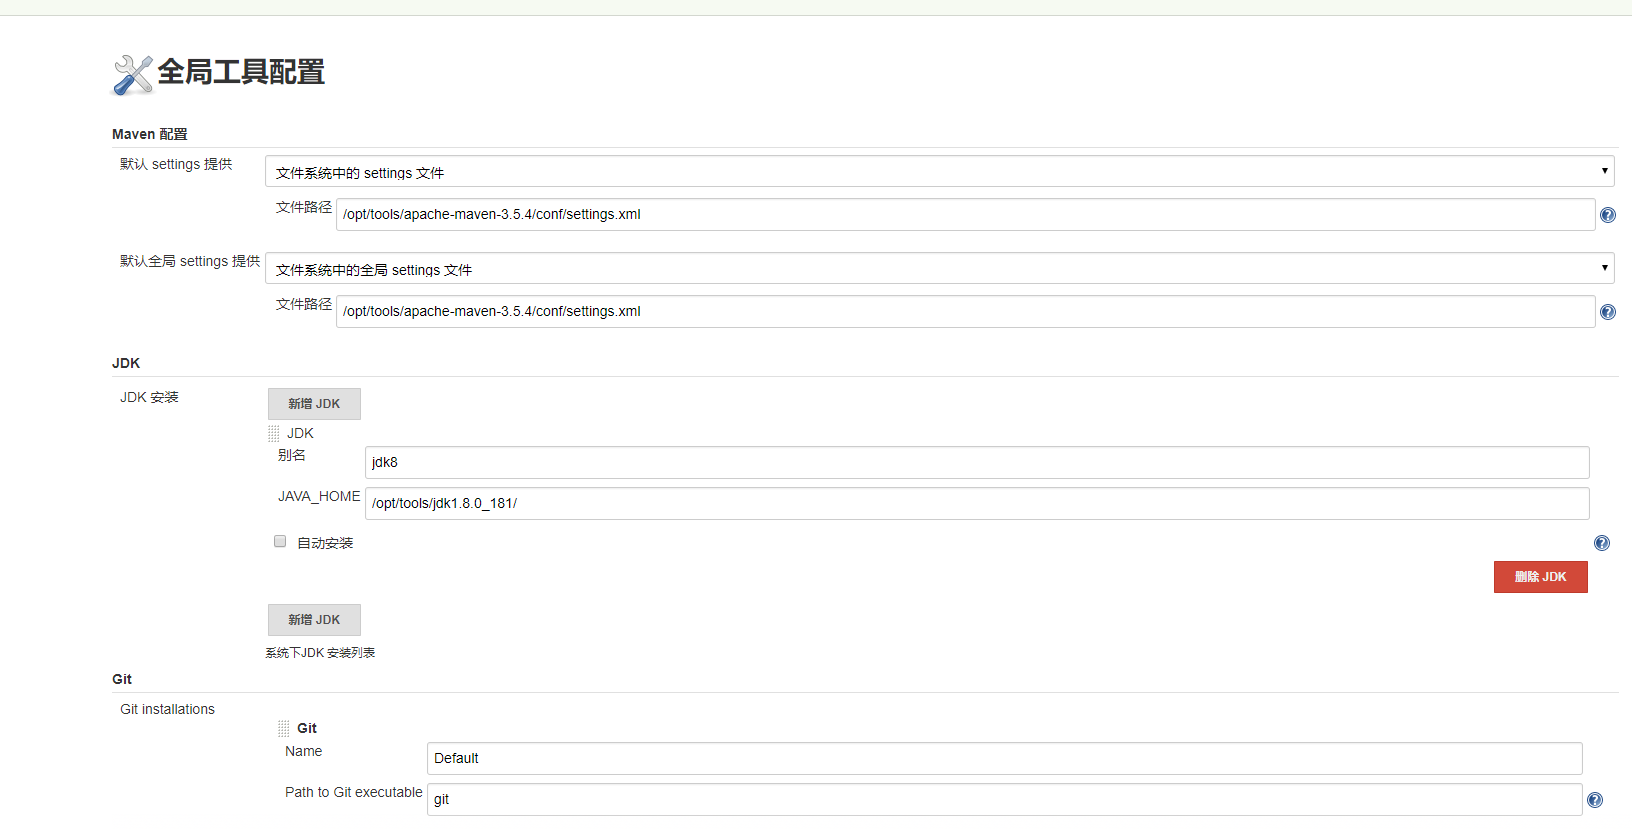 全局工具配置
Maven 配置
默认 settings 提供
文件系统中的 settings 文件
文件路径 /opt/tools/apache-maven-3.5.4/conf/settings.xml
默认全局 settings 提供
文件系统中的全局 settings 文件
文件路径 /opt/tools/apache-maven-3.5.4/conf/settings.xml
JDK
JDK 安装
新增 JDK
JDK
别名 jdk8
JAVA_HOME /opt/tools/jdk1.8.0_181/
自动安装
删除 JDK
新增 JDK
系统下JDK 安装列表
Git
Git installations
Git
Name Default
Path to Git executable git